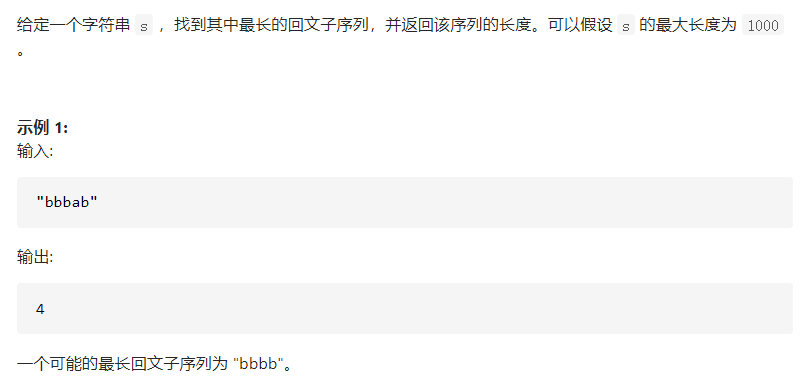 给定一个字符串 s ，找到其中最长的回文子序列，并返回该序列的长度。可以假设 s 的最大长度为 1000
。
示例 1:
输入:
"bbbab"
输出:
4
一个可能的最长回文子序列为 "bbbb"。